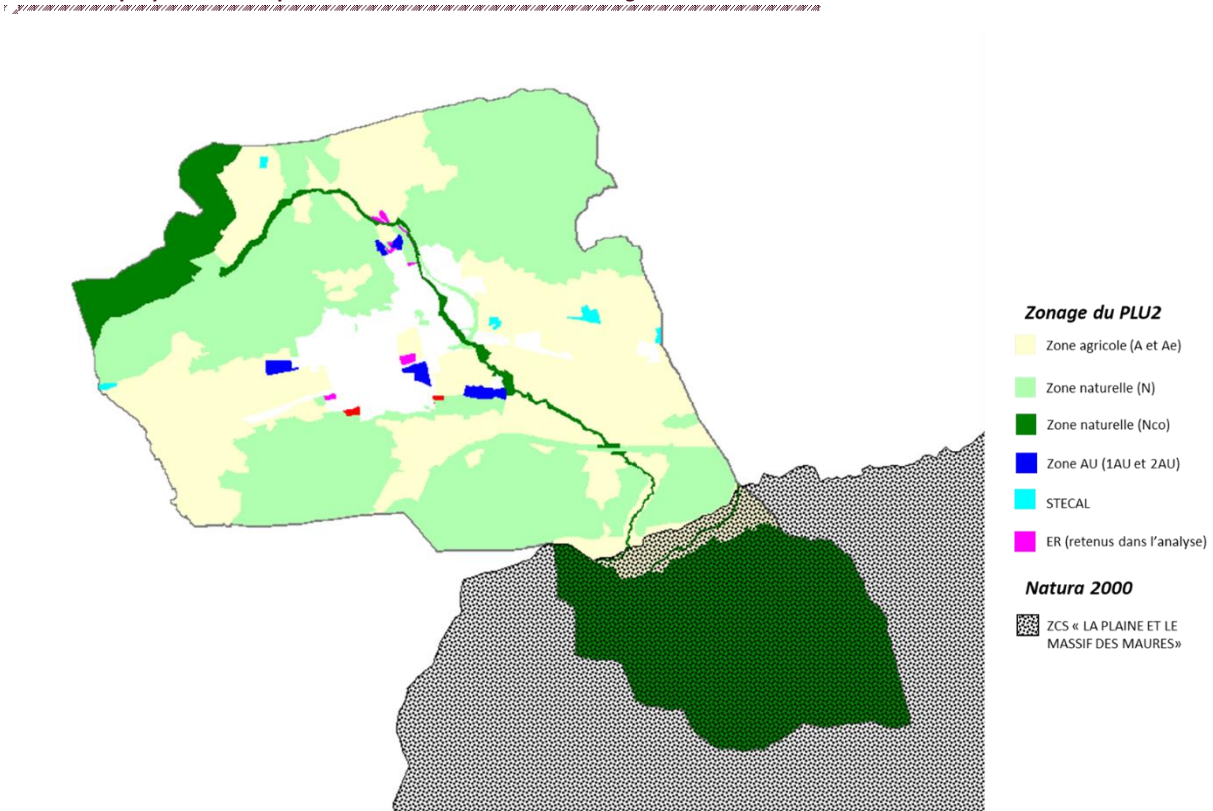 Zonage du PLU2
Zone agricole (A et Ae)
Zone naturelle (N)
Zone naturelle (Nco)
Zone AU (1AU et 2AU)
STECAL
ER (retenus dans l'analyse)
Natura 2000
ZCS « LA PLAINE ET LE
MASSIF DES MAURES»